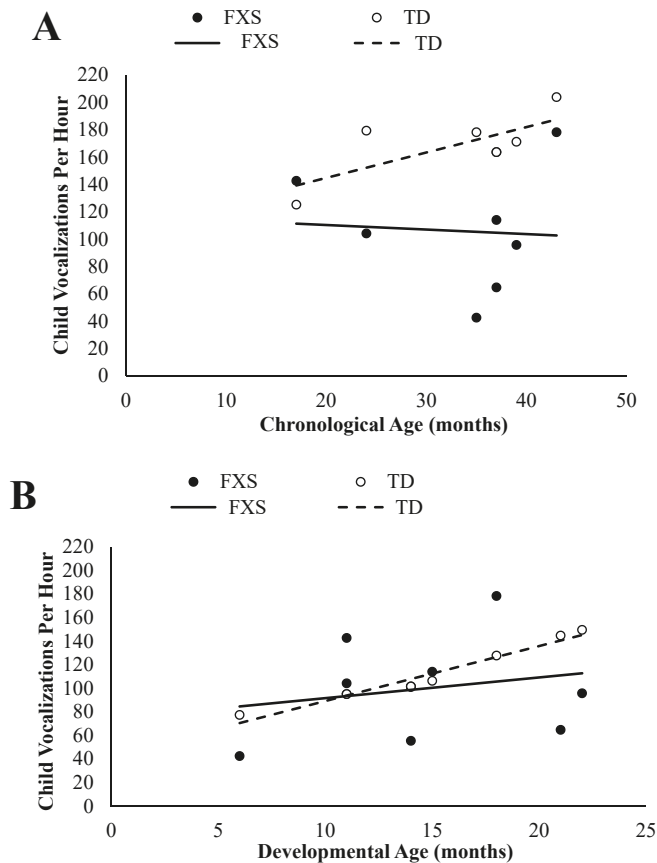 A
FXS TD
FXS TD
Child Vocalizations Per Hour
220
200
180
160
140
120
100
80
60
40
20
0
0 10 20 30 40 50
Chronological Age (months)
B
FXS TD
FXS TD
Child Vocalizations Per Hour
220
200
180
160
140
120
100
80
60
40
20
0
0 5 10 15 20 25
Developmental Age (months)